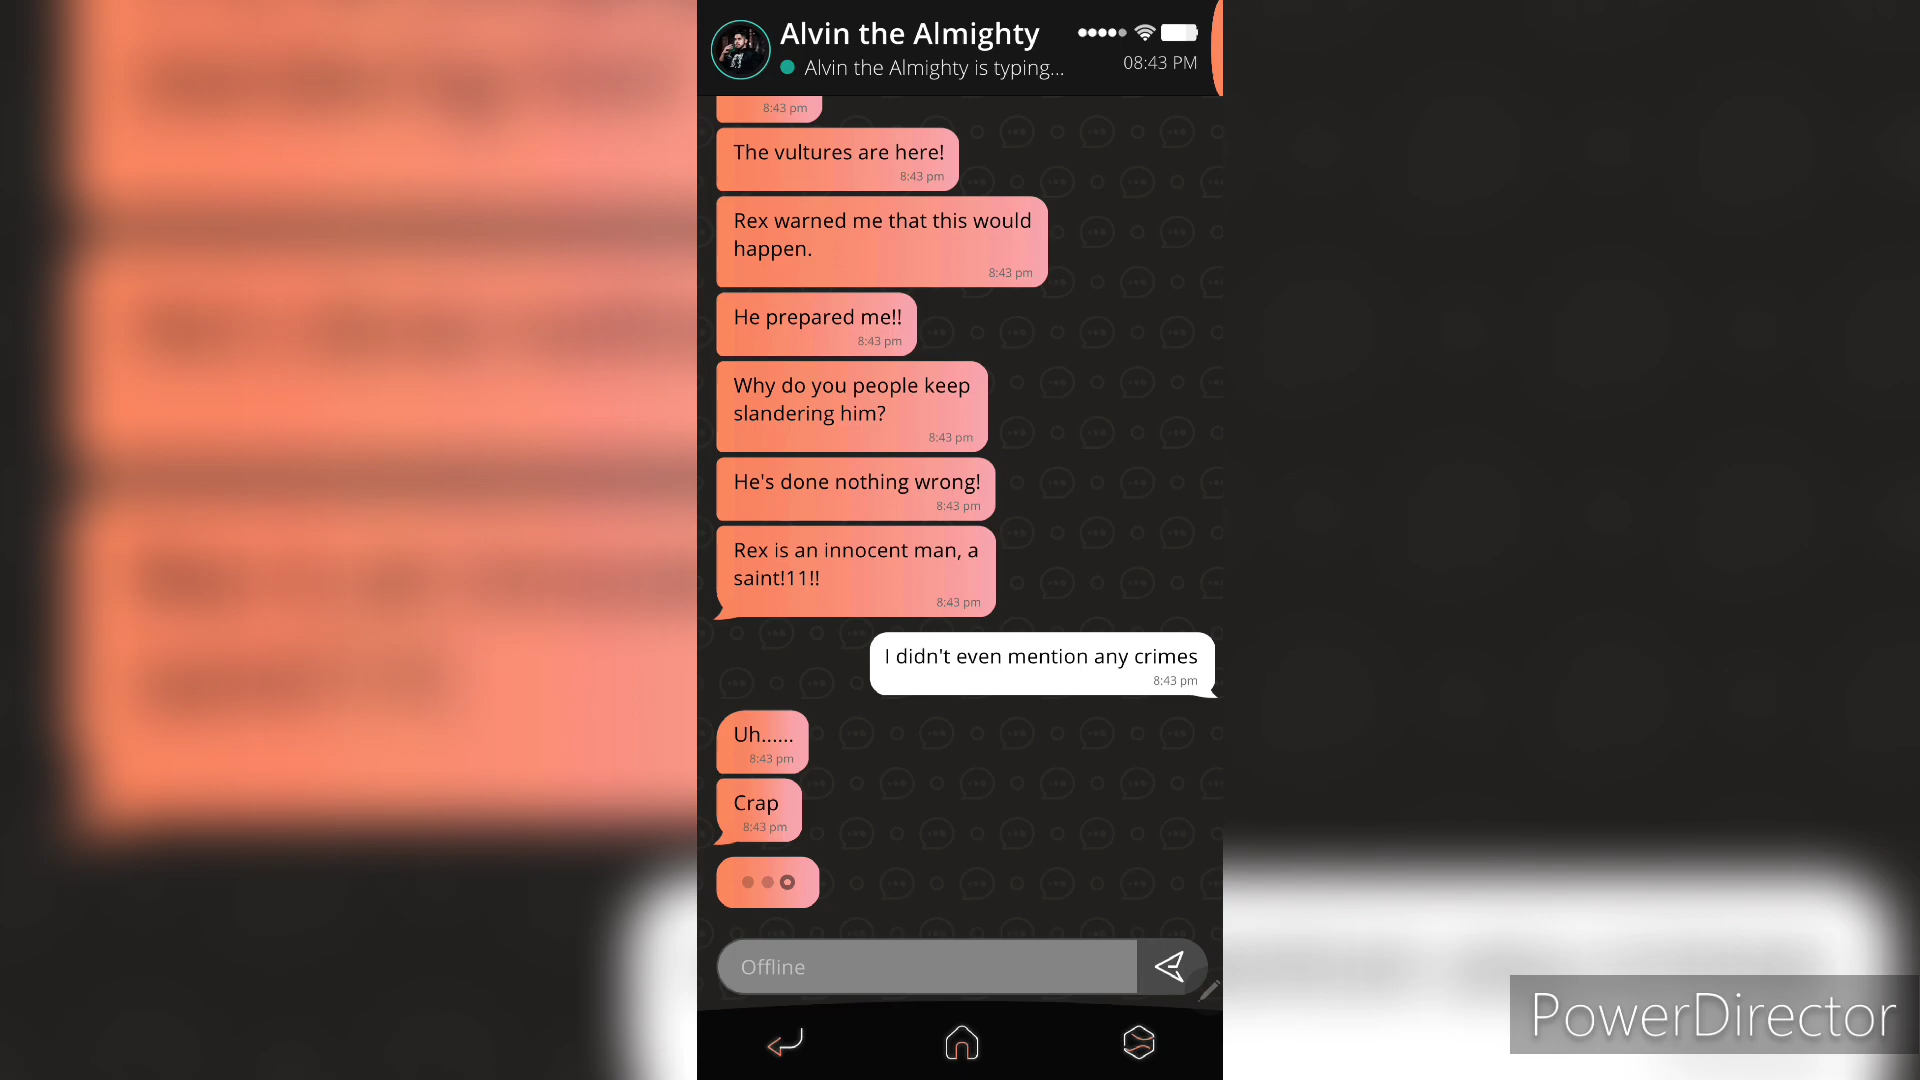 Alvin the Almighty
Alvin the Almighty is typing...
08:43 PM
8:43 pm
The vultures are here!
8:43 pm
Rex warned me that this would
happen.
8:43 pm
He prepared me!!
8:43 pm
Why do you people keep
slandering him?
8:43 pm
He's done nothing wrong!
8:43 pm
Rex is an innocent man, a
saint!11!!
8:43 pm
I didn't even mention any crimes
8:43 pm
Uh......
8:43 pm
Crap
8:43 pm
Offline
PowerDirector